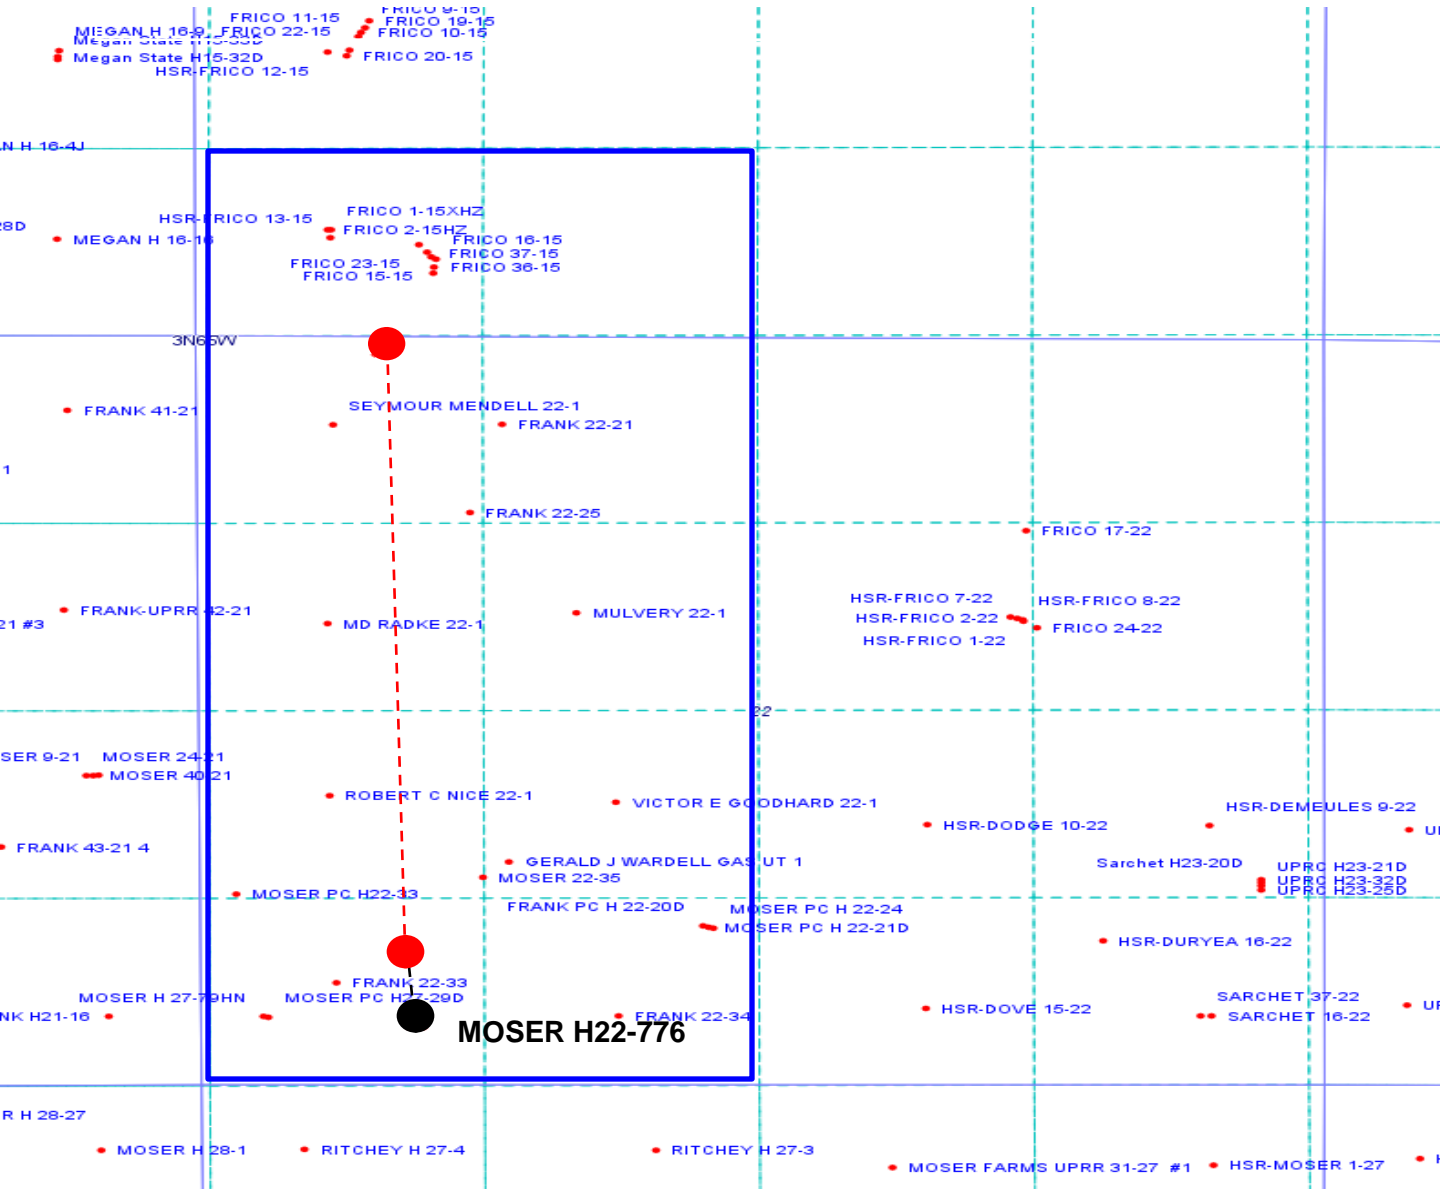 FRICO 9-15
FRICO 11-15
FRICO 19-15
MEGAN H 16-9
FRICO 22-15
FRICO 10-15
Megan State H15-33D
Megan State H15-32D
FRICO 20-15
HSR-FRICO 12-15
N H 16-4J
FRICO 1-15XHZ
HSR-FRICO 13-15
28D
FRICO 2-15HZ
MEGAN H 16-16
FRICO 16-15
FRICO 37-15
FRICO 23-15
FRICO 36-15
FRICO 15-15
3N65W
SEYMOUR MENDELL 22-1
FRANK 41-21
FRANK 22-21
1
FRANK 22-25
FRICO 17-22
HSR-FRICO 7-22
HSR-FRICO 8-22
FRANK-UPRR 42-21
MULVERY 22-1
HSR-FRICO 2-22
21 #3
MD RADKE 22-1
FRICO 24-22
HSR-FRICO 1-22
22
SER 9-21
MOSER 24-21
MOSER 40-21
ROBERT C NICE 22-1
VICTOR E GOODHARD 22-1
HSR-DEMEULES 9-22
HSR-DODGE 10-22
U
FRANK 43-21 4
GERALD J WARDELL GAS UT 1
Sarchet H23-20D
UPRC H23-21D
MOSER 22-35
UPRC H23-32D
UPRC H23-25D
MOSER PC H22-33
FRANK PC H 22-20D
MOSER PC H 22-24
MOSER PC H 22-21D
HSR-DURYEA 16-22
FRANK 22-33
MOSER H 27-79HN
MOSER PC H27-29D
SARCHET 37-22
NK H21-16
FRANK 22-34
HSR-DOVE 15-22
SARCHET 16-22
UF
MOSER H22-776
R H 28-27
MOSER H 28-1
RITCHEY H 27-4
RITCHEY H 27-3
MOSER FARMS UPRR 31-27 #1
HSR-MOSER 1-27